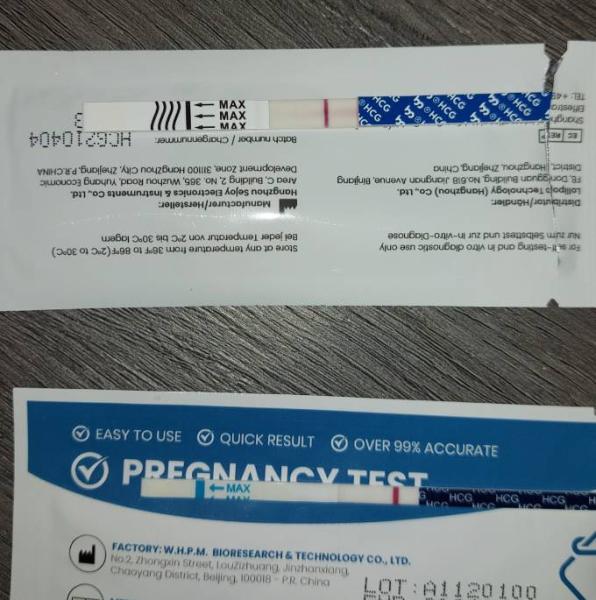 MAX
MAX
MAX
HCG
For self-testing and in vitro diagnostic use only
Nur zum Selbsttest und zur in-vitro-Diagnose
Distributor/Händler:
Technology (Hangzhou) Co., Ltd.
Building, No.618 Jiangnan Avenue, Binjiang
District, Hangzhou, Zhejiang, China
EC REP
Store at any temperature from 36°F to 86°F (2°C to 30°C)
Bei jeder Temperatur von 2°C bis 30°C lagern
Manufacturer/Hersteller:
Hangzhou Sejoy Electronics & Instruments Co., Ltd.
Area C, Building 2, No. 365, Wuzhou Road, Yuhang Economic
Development Zone, 311100 Hangzhou City, Zhejiang, P.R.CHINA
Batch number / Chargennummer:
HCG210404
EASY TO USE QUICK RESULT OVER 99% ACCURATE
PREGNANCY TEST
MAX
HCG HCG HCG HCG
FACTORY: W.H.P.M. BIORESEARCH & TECHNOLOGY CO., LTD.
No.2, Zhongxin Street, LouZizhuang, Jinzhanxiang,
Chaoyang District, Beijing, 100018 - P.R. China
LOT:A1120100